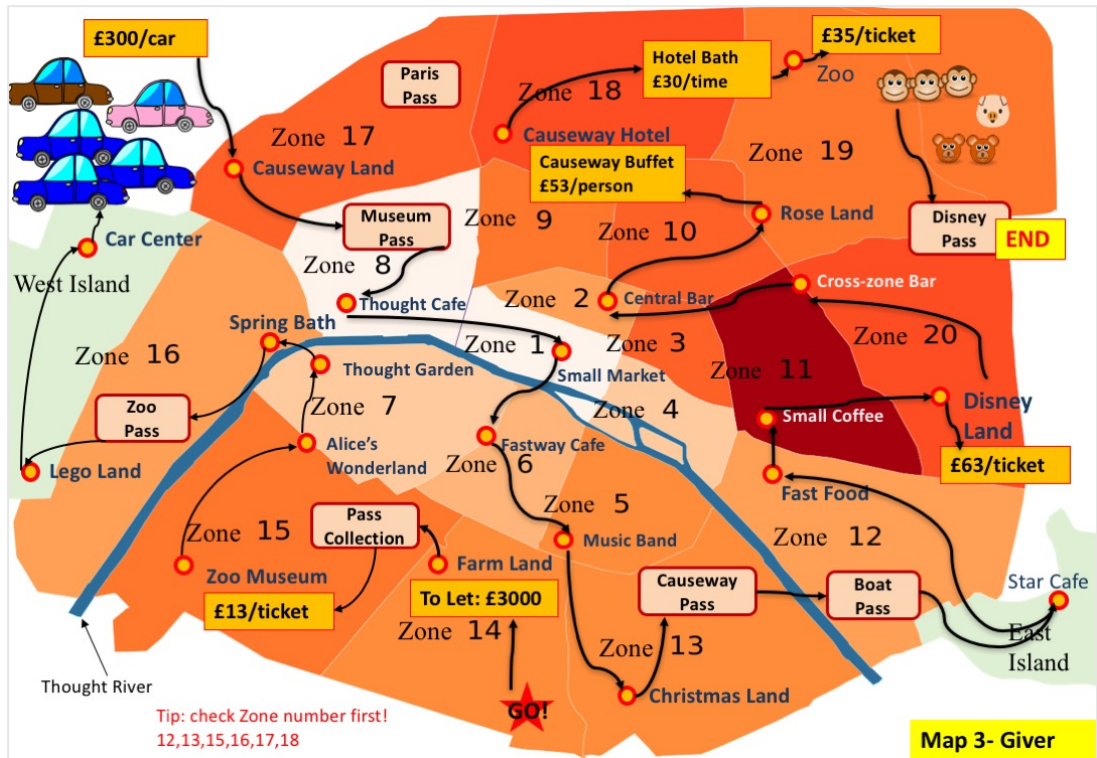 £300/car
Paris
Pass
Zone 17
Causeway Land
Zone 18
Causeway Hotel
Hotel Bath
£30/time
£35/ticket
Zoo
Zone 19
Causeway Buffet
£53/person
Rose Land
Disney
Pass
END
Museum
Pass
Zone 9
Zone 10
Car Center
West Island
Zone 8
Thought Cafe
Zone 2
Central Bar
Cross-zone Bar
Spring Bath
Zone 16
Zone 1
Small Market
Zone 3
Zone 20
Thought Garden
Zone 11
Zoo
Pass
Zone 7
Zone 4
Small Coffee
Disney
Land
Alice's
Wonderland
Fastway Cafe
Zone 6
£63/ticket
Lego Land
Fast Food
Zone 5
Zone 15
Pass
Collection
Music Band
Zone 12
Zoo Museum
£13/ticket
Farm Land
To Let: £3000
Causeway
Pass
Boat
Pass
Star Cafe
Zone 14
Zone 13
East
Island
Thought River
Christmas Land
GO!
Tip: check Zone number first!
12,13,15,16,17,18
Map 3- Giver